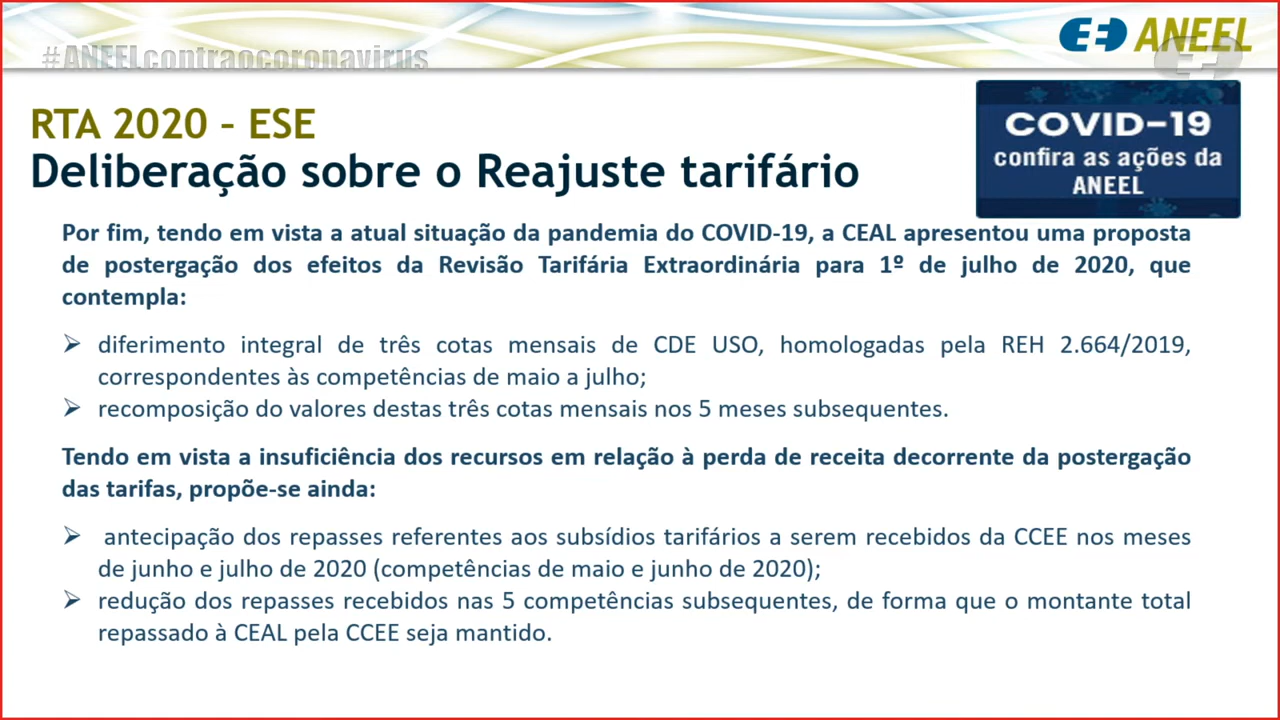 #ANEELcontraocoronavirus
ANEEL
RTA 2020 – ESE
Deliberação sobre o Reajuste tarifário
COVID-19
confira as ações da
ANEEL
Por fim, tendo em vista a atual situação da pandemia do COVID-19, a CEAL apresentou uma proposta
de postergação dos efeitos da Revisão Tarifária Extraordinária para 1º de julho de 2020, que
contempla:
➢ diferimento integral de três cotas mensais de CDE USO, homologadas pela REH 2.664/2019,
correspondentes às competências de maio a julho;
➢ recomposição do valores destas três cotas mensais nos 5 meses subsequentes.
Tendo em vista a insuficiência dos recursos em relação à perda de receita decorrente da postergação
das tarifas, propõe-se ainda:
➢ antecipação dos repasses referentes aos subsídios tarifários a serem recebidos da CCEE nos meses
de junho e julho de 2020 (competências de maio e junho de 2020);
➢ redução dos repasses recebidos nas 5 competências subsequentes, de forma que o montante total
repassado à CEAL pela CCEE seja mantido.